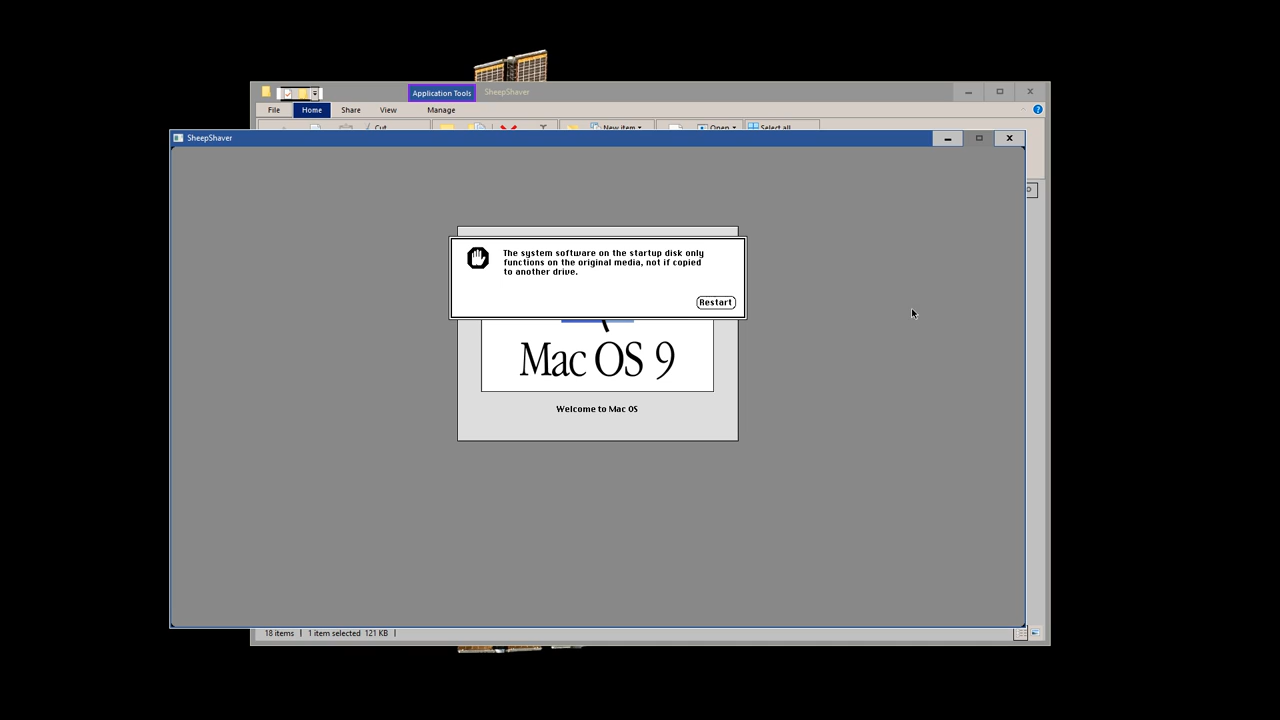 Application Tools
SheepShaver
File
Home
Share
View
Manage
Cut
New item
Open
Select all
SheepShaver
The system software on the startup disk only
functions on the original media, not if copied
to another drive.
Restart
Mac OS 9
Welcome to Mac OS
18 items
1 item selected 121 KB